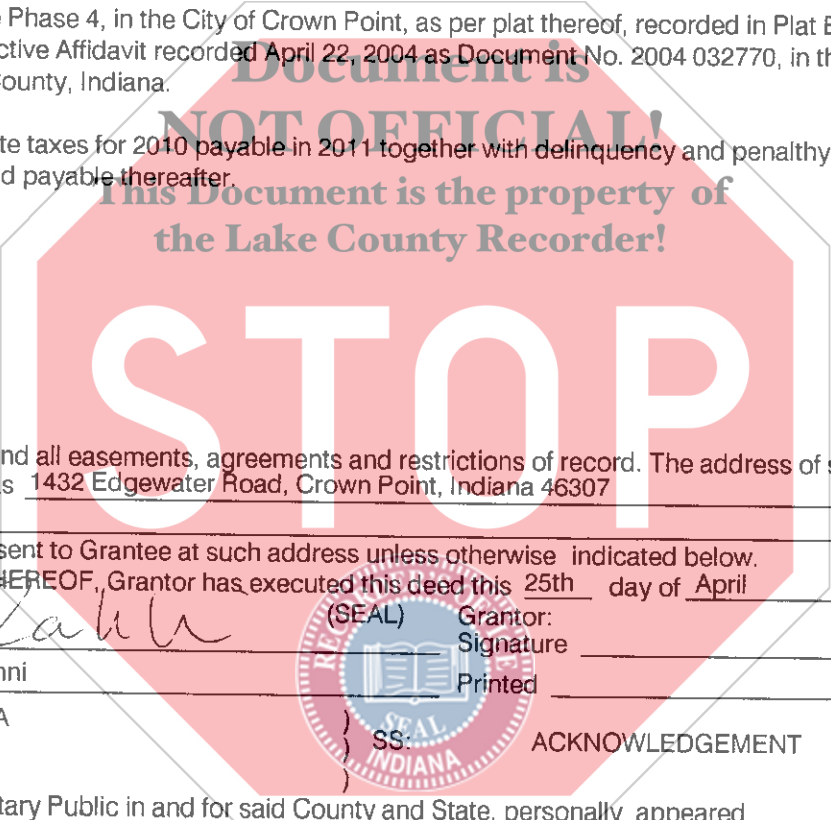 Phase 4, in the City of Crown Point, as per plat thereof, recorded in Plat
ctive Affidavit recorded April 22, 2004 as Document No. 2004 032770, in th
ounty, Indiana.
Document is
NOT OFFICIAL!
This Document is the property of
the Lake County Recorder!
te taxes for 2010 payable in 2011 together with delinquency and penalthy
d payable thereafter.
STOP
nd all easements, agreements and restrictions of record. The address of s
s 1432 Edgewater Road, Crown Point, Indiana 46307
sent to Grantee at such address unless otherwise indicated below.
HEREOF, Grantor has executed this deed this 25th day of April
(SEAL) Grantor:
Signature
nni Printed
A
SS: ACKNOWLEDGEMENT
RECORDER'S OFFICE
SEAL
INDIANA
tary Public in and for said County and State, personally appeared